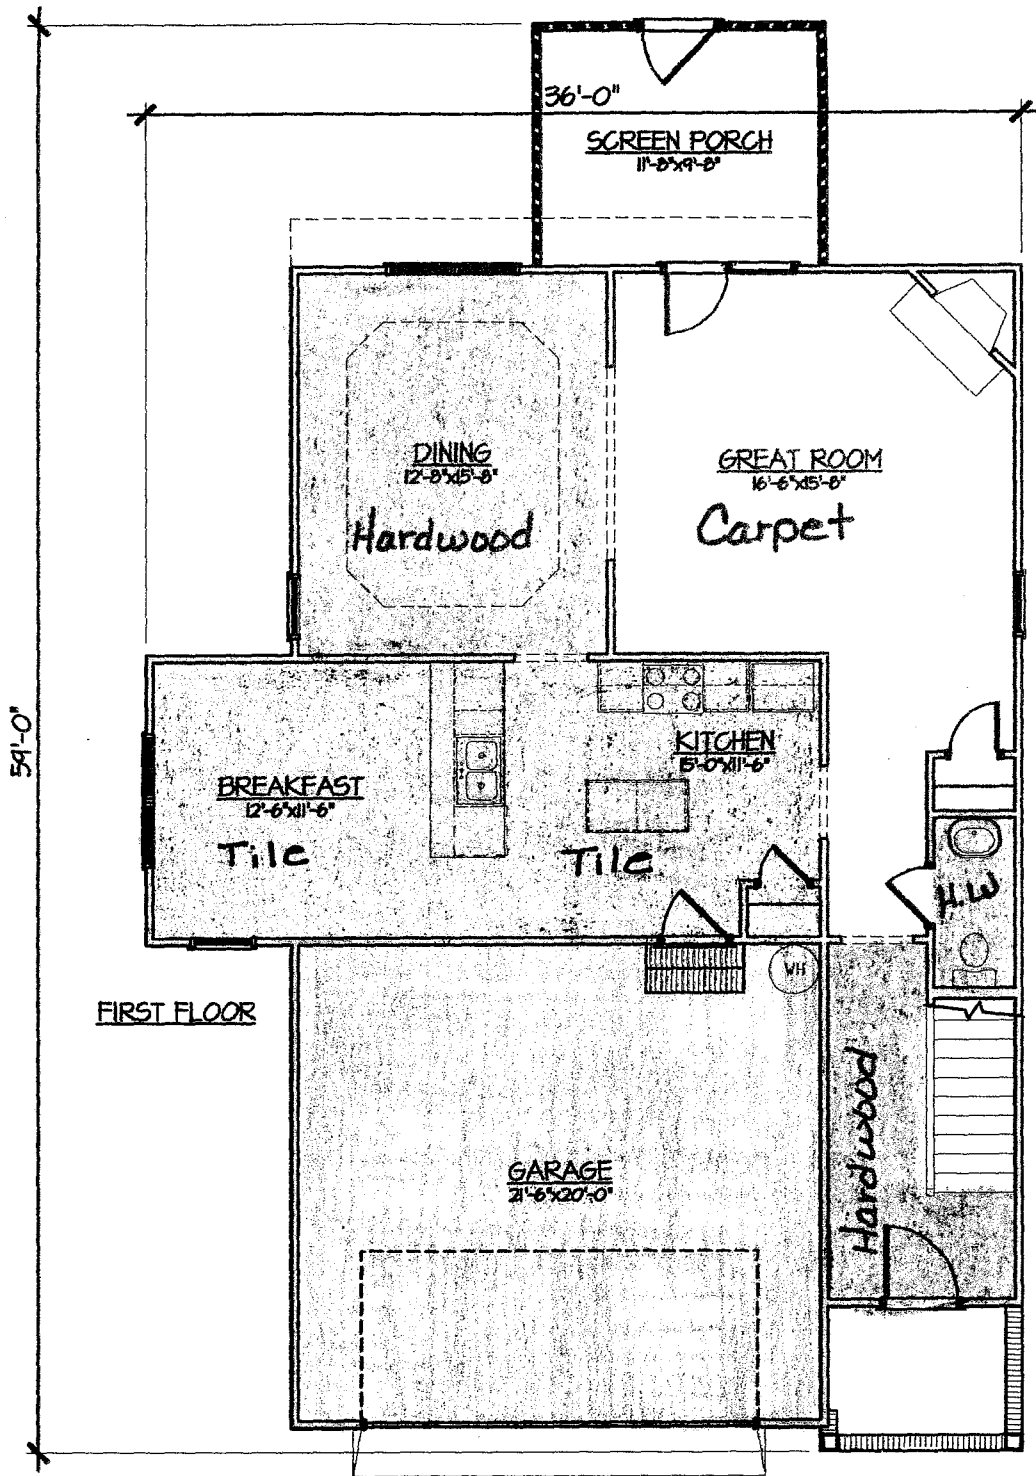 36'-0"
SCREEN PORCH
11'-8"x9'-8"
DINING
12'-8"x15'-8"
Hardwood
GREAT ROOM
16'-6"x15'-8"
Carpet
59'-0"
KITCHEN
15'-0"x11'-6"
BREAKFAST
12'-6"x11'-6"
Tile
Tile
H.W
WH
FIRST FLOOR
Hardwood
GARAGE
21'-6"x20'-0"